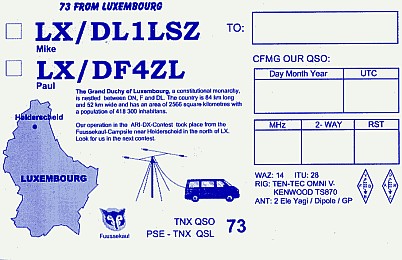 73 FROM LUXEMBOURG
LX/DL1LSZ
Mike
LX/DF4ZL
Paul
TO:
The Grand Duchy of Luxembourg, a constitutional monarchy,
is nestled between ON, F and DL. The country is 84 km long
and 52 km wide and has an area of 2566 square kilometres with
a population of 418 300 inhabitans.
Our operation in the ARI-DX-Contest took place from the
Fuussekaul-Campsite near Heiderscheid in the north of LX.
Look for us in the next contest.
CFMG OUR QSO:
Day Month Year UTC
MHz 2- WAY RST
WAZ: 14 ITU: 28
RIG: TEN-TEC OMNI V-
KENWOOD TS870
ANT: 2 Ele Yagi / Dipole / GP
Heiderscheid
LUXEMBOURG
Fuussekaul
TNX QSO 73
PSE - TNX QSL